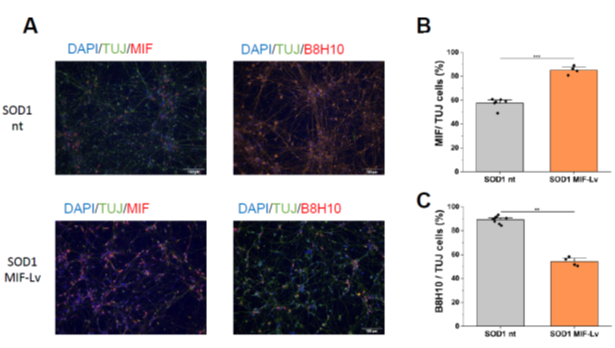 A
DAPI/TUJ/MIF
DAPI/TUJ/B8H10
SOD1
nt
DAPI/TUJ/MIF
DAPI/TUJ/B8H10
SOD1
MIF-Lv
B
MIF/ TUJ cells (%)
100
80
60
40
20
0
***
SOD1 nt
SOD1 MIF-Lv
C
B8H10 / TUJ cells (%)
100
80
60
40
20
0
**
SOD1 nt
SOD1 MIF-Lv